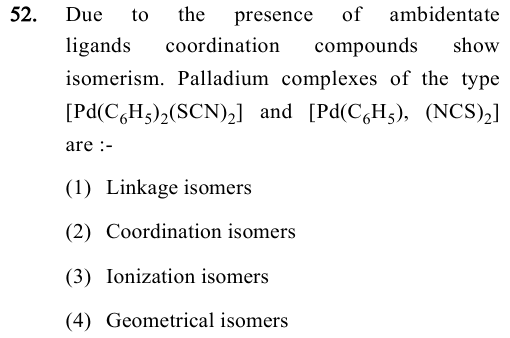 52. Due to the presence of ambidentate
ligands coordination compounds show
isomerism. Palladium complexes of the type
[Pd(C₆H₅)₂(SCN)₂] and [Pd(C₆H₅), (NCS)₂]
are :-
(1) Linkage isomers
(2) Coordination isomers
(3) Ionization isomers
(4) Geometrical isomers